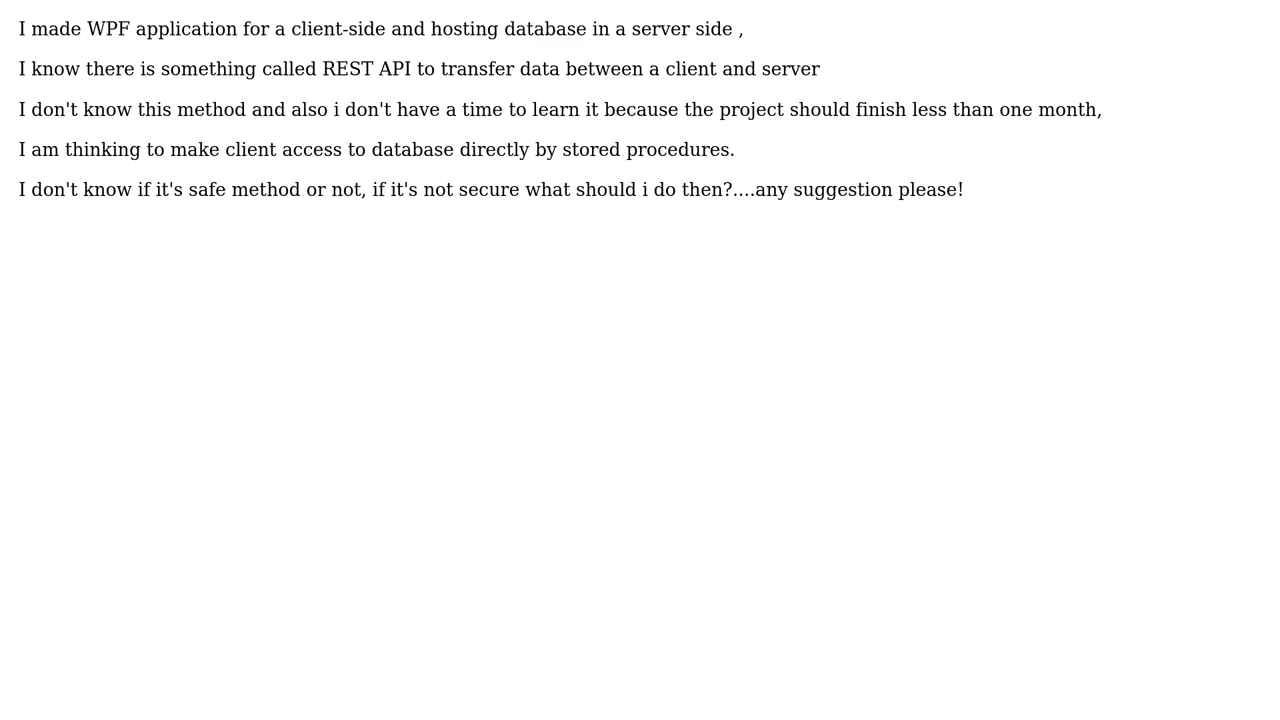 I made WPF application for a client-side and hosting database in a server side ,
I know there is something called REST API to transfer data between a client and server
I don't know this method and also i don't have a time to learn it because the project should finish less than one month,
I am thinking to make client access to database directly by stored procedures.
I don't know if it's safe method or not, if it's not secure what should i do then?....any suggestion please!